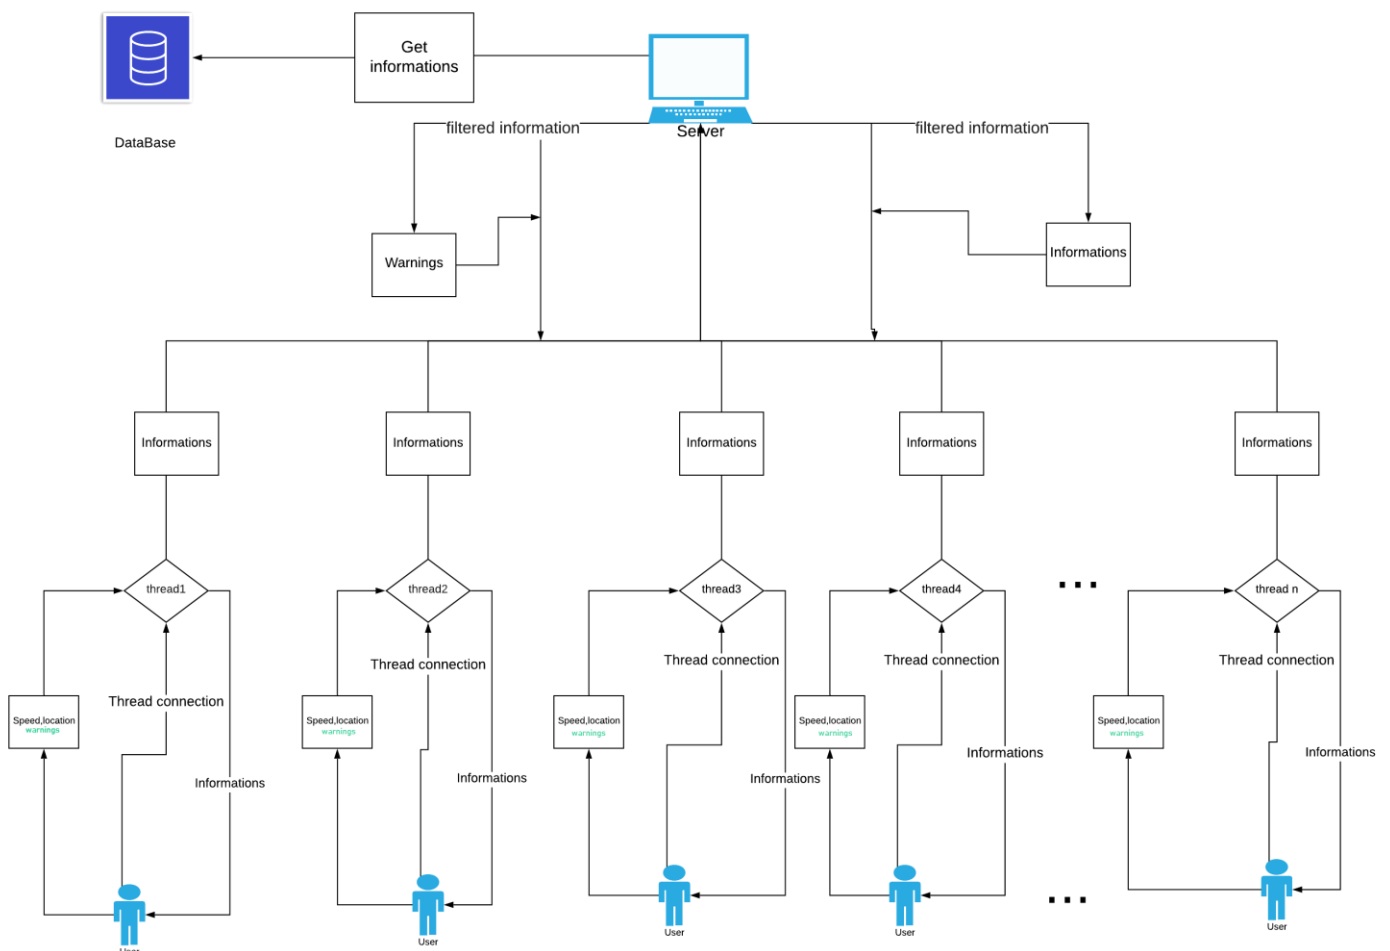 Get
informations
DataBase
Server
filtered information
filtered information
Warnings
Informations
Informations
Informations
Informations
Informations
Informations
thread1
thread2
thread3
thread4
...
thread n
Thread connection
Thread connection
Thread connection
Thread connection
Thread connection
Speed,location
warnings
Speed,location
warnings
Speed,location
warnings
Speed,location
warnings
Speed,location
warnings
Informations
Informations
Informations
Informations
Informations
...
User
User
User
User
User